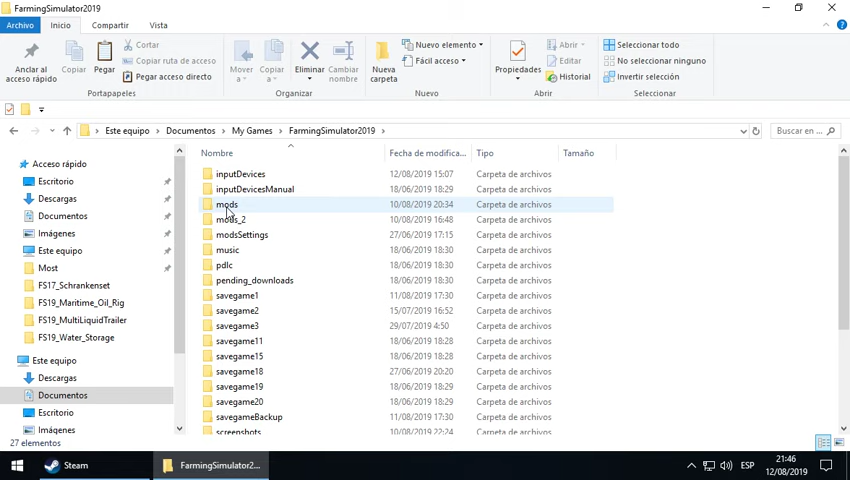 FarmingSimulator2019
Archivo Inicio Compartir Vista
Anclar al acceso rápido
Copiar
Pegar
Cortar
Copiar ruta de acceso
Pegar acceso directo
Portapapeles
Mover a
Copiar a
Eliminar
Cambiar nombre
Organizar
Nueva carpeta
Nuevo elemento
Fácil acceso
Nuevo
Propiedades
Abrir
Editar
Historial
Abrir
Seleccionar todo
No seleccionar ninguno
Invertir selección
Seleccionar
Este equipo > Documentos > My Games > FarmingSimulator2019 >
Buscar en ...
Acceso rápido
Escritorio
Descargas
Documentos
Imágenes
Este equipo
Most
FS17_Schrankenset
FS19_Maritime_Oil_Rig
FS19_MultiLiquidTrailer
FS19_Water_Storage
Este equipo
Descargas
Documentos
Escritorio
Imágenes
Nombre Fecha de modifica... Tipo Tamaño
inputDevices 12/08/2019 15:07 Carpeta de archivos
inputDevicesManual 18/06/2019 18:29 Carpeta de archivos
mods 10/08/2019 20:34 Carpeta de archivos
mods_2 10/08/2019 16:48 Carpeta de archivos
modsSettings 27/06/2019 17:15 Carpeta de archivos
music 18/06/2019 18:30 Carpeta de archivos
pdlc 18/06/2019 18:30 Carpeta de archivos
pending_downloads 18/06/2019 18:30 Carpeta de archivos
savegame1 11/08/2019 17:30 Carpeta de archivos
savegame2 15/07/2019 16:52 Carpeta de archivos
savegame3 29/07/2019 4:50 Carpeta de archivos
savegame11 18/06/2019 18:28 Carpeta de archivos
savegame15 18/06/2019 18:28 Carpeta de archivos
savegame18 27/06/2019 20:20 Carpeta de archivos
savegame19 18/06/2019 18:29 Carpeta de archivos
savegame20 18/06/2019 18:29 Carpeta de archivos
savegameBackup 11/08/2019 17:30 Carpeta de archivos
screenshots 10/08/2019 22:24 Carpeta de archivos
27 elementos
Steam
FarmingSimulator2...
ESP
21:46
12/08/2019